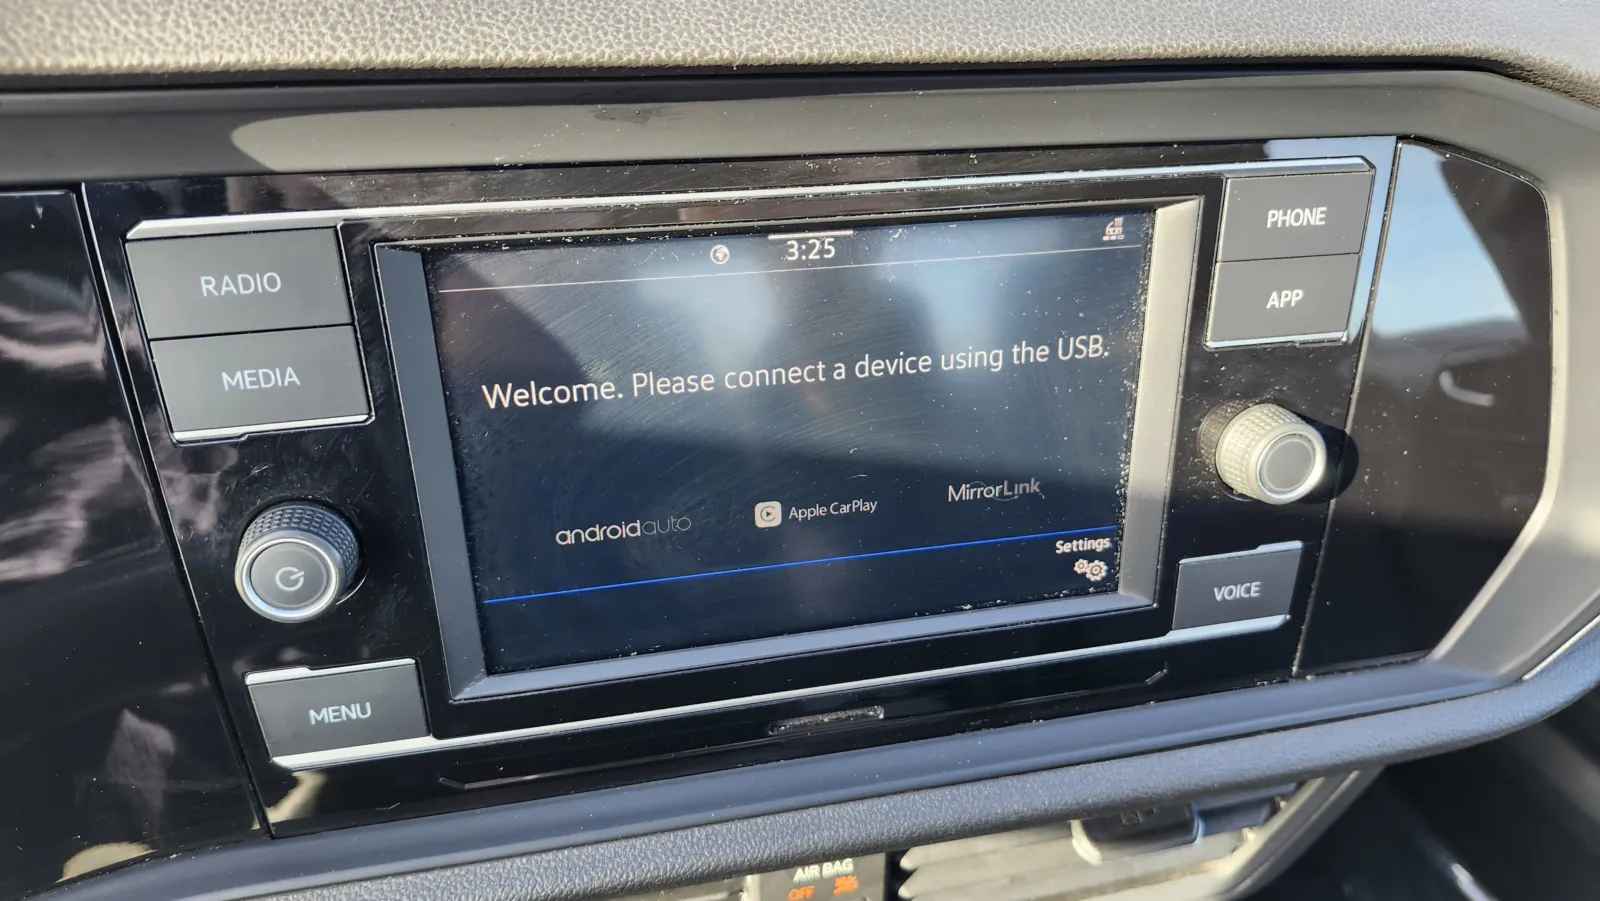 PHONE
3:25
RADIO
APP
MEDIA
Welcome. Please connect a device using the USB.
MirrorLink
Apple CarPlay
androidauto
Settings
VOICE
MENU
AIR BAG
OFF